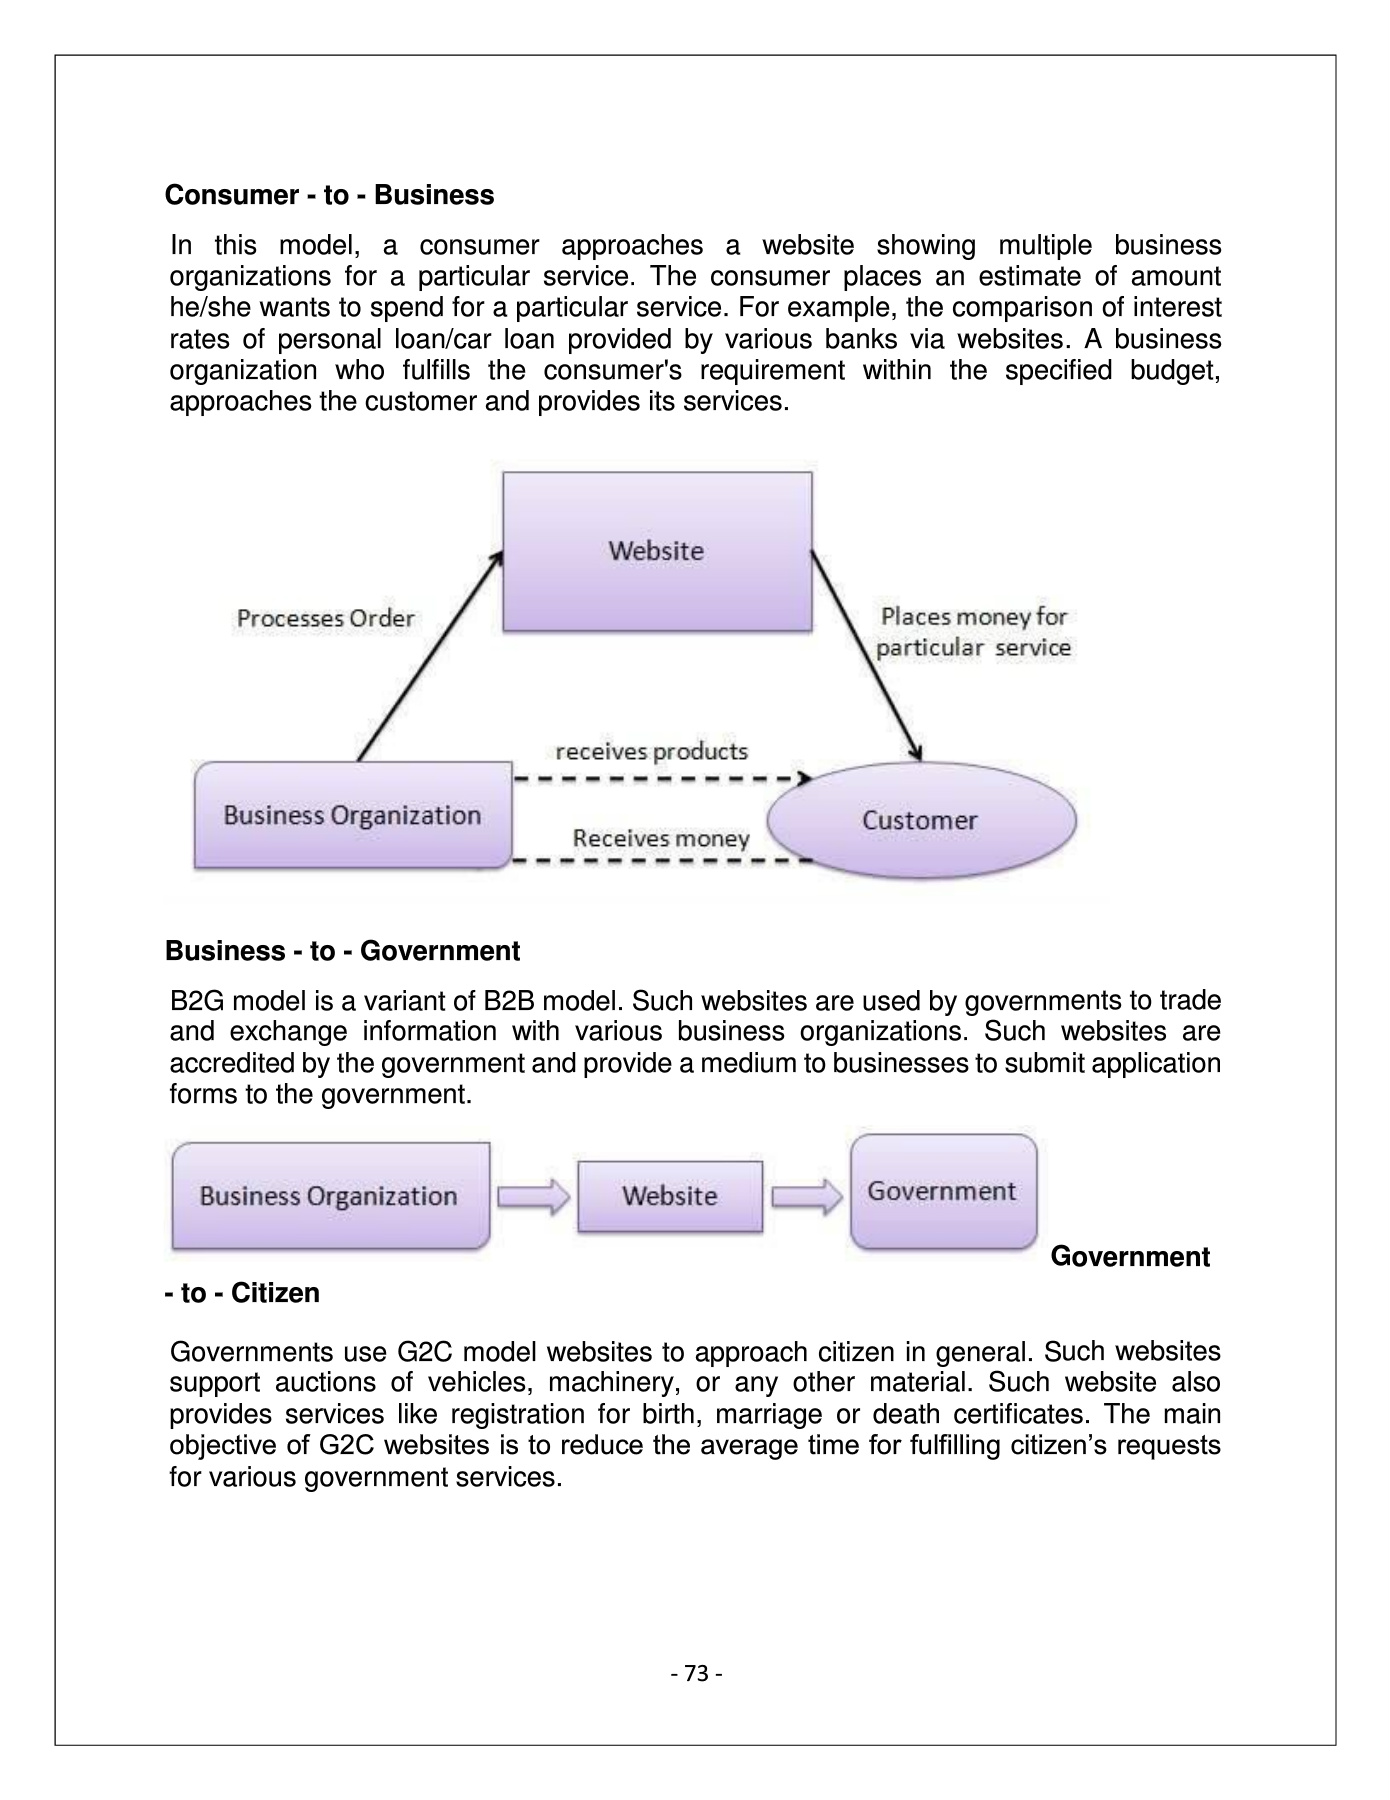 Consumer - to - Business
In this model, a consumer approaches a website showing multiple business
organizations for a particular service. The consumer places an estimate of amount
he/she wants to spend for a particular service. For example, the comparison of interest
rates of personal loan/car loan provided by various banks via websites. A business
organization who fulfills the consumer's requirement within the specified budget,
approaches the customer and provides its services.
Website
Processes Order
Places money for
particular service
receives products
Business Organization
Customer
Receives money
Business - to - Government
B2G model is a variant of B2B model. Such websites are used by governments to trade
and exchange information with various business organizations. Such websites are
accredited by the government and provide a medium to businesses to submit application
forms to the government.
Business Organization
Website
Government
Government
- to - Citizen
Governments use G2C model websites to approach citizen in general. Such websites
support auctions of vehicles, machinery, or any other material. Such website also
provides services like registration for birth, marriage or death certificates. The main
objective of G2C websites is to reduce the average time for fulfilling citizen’s requests
for various government services.
- 73 -